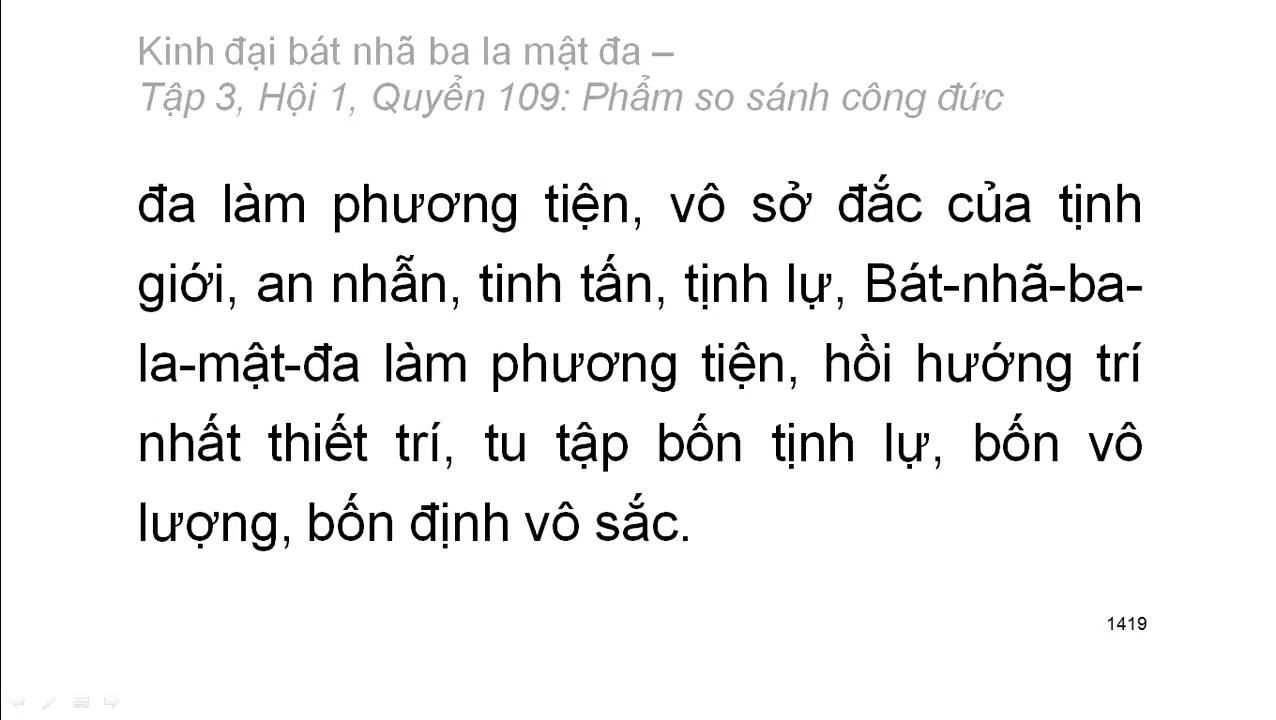 Kinh đại bát nhã ba la mật đa –
Tập 3, Hội 1, Quyển 109: Phẩm so sánh công đức
đa làm phương tiện, vô sở đắc của tịnh
giới, an nhẫn, tinh tấn, tịnh lự, Bát-nhã-ba-
la-mật-đa làm phương tiện, hồi hướng trí
nhất thiết trí, tu tập bốn tịnh lự, bốn vô
lượng, bốn định vô sắc.
1419